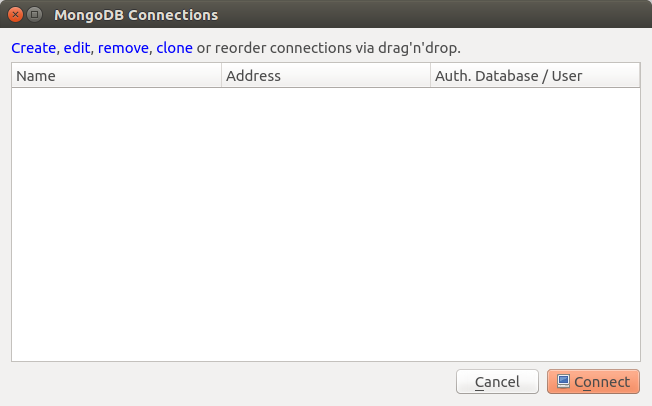 MongoDB Connections
Create, edit, remove, clone or reorder connections via drag'n'drop.
Name Address Auth. Database / User
Cancel Connect